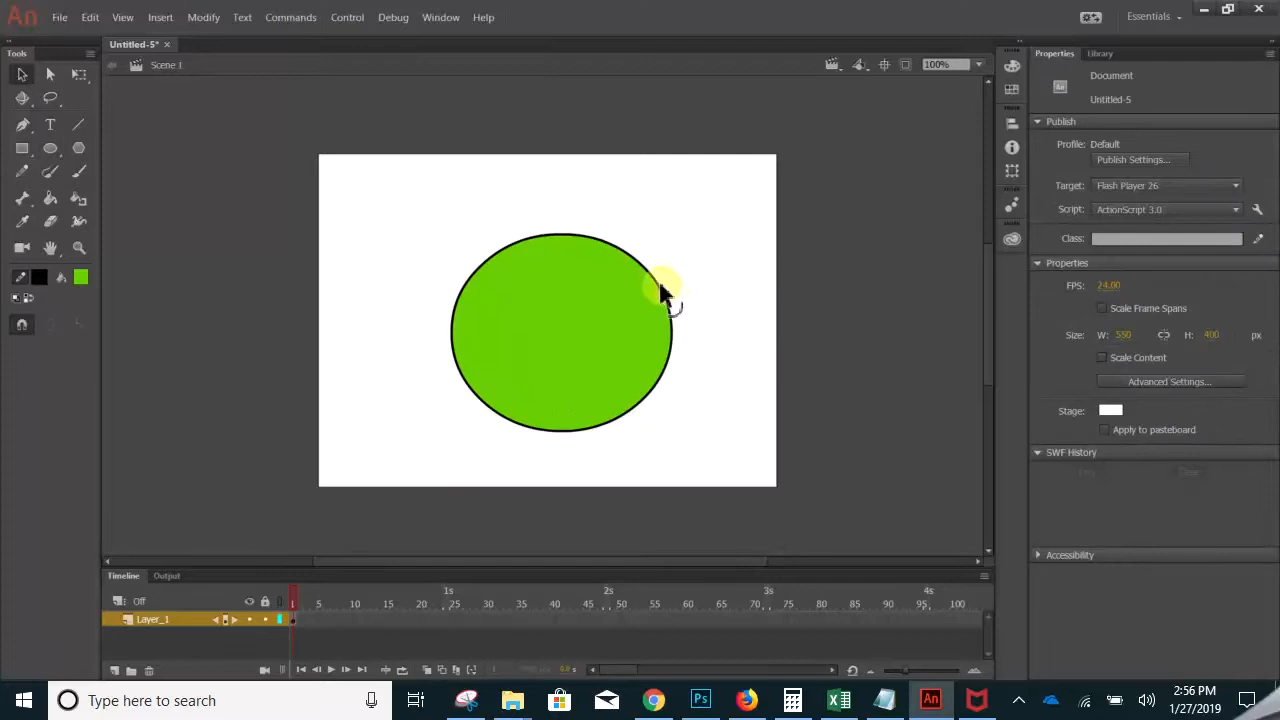 An File Edit View Insert Modify Text Commands Control Debug Window Help Essentials
Untitled-5* ×
Tools
Scene 1
100%
Properties Library
Document
Untitled-5
Publish
Profile: Default
Publish Settings...
Target: Flash Player 26
Script: ActionScript 3.0
Class:
Properties
FPS: 24.00
Scale Frame Spans
Size: W: 550 H: 400 px
Scale Content
Advanced Settings...
Stage:
Apply to pasteboard
SWF History
Accessibility
Timeline Output
1s 2s 3s 4s
Off 1 5 10 15 20 25 30 35 40 45 50 55 60 65 70 75 80 85 90 95 100
Layer_1
Type here to search
Ps
An
2:56 PM
1/27/2019